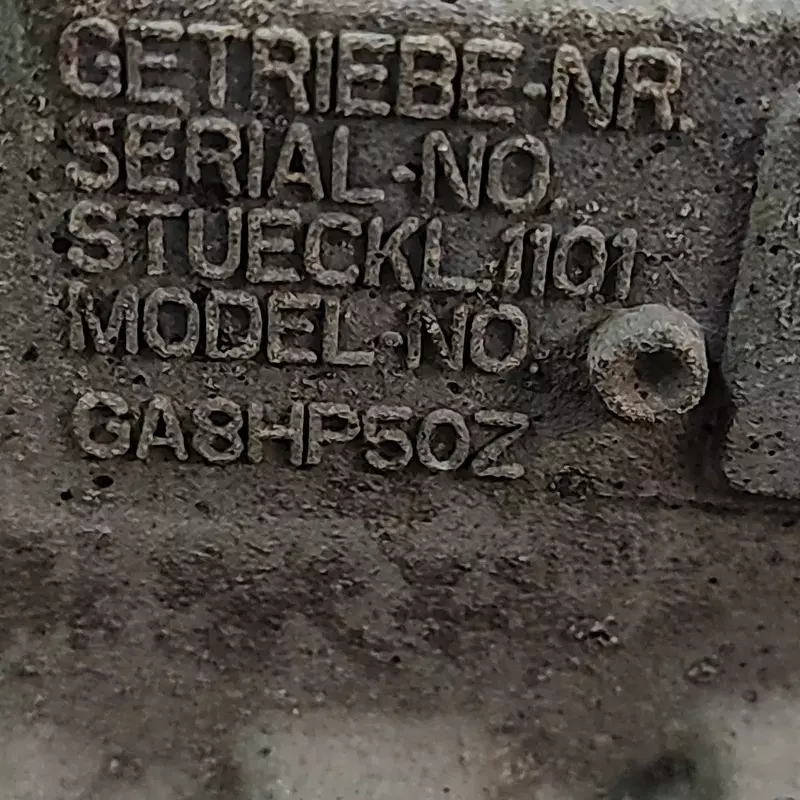 GETRIEBE-NR.
SERIAL-NO.
STUECKL.1101
MODEL-NO.
GA8HP50Z